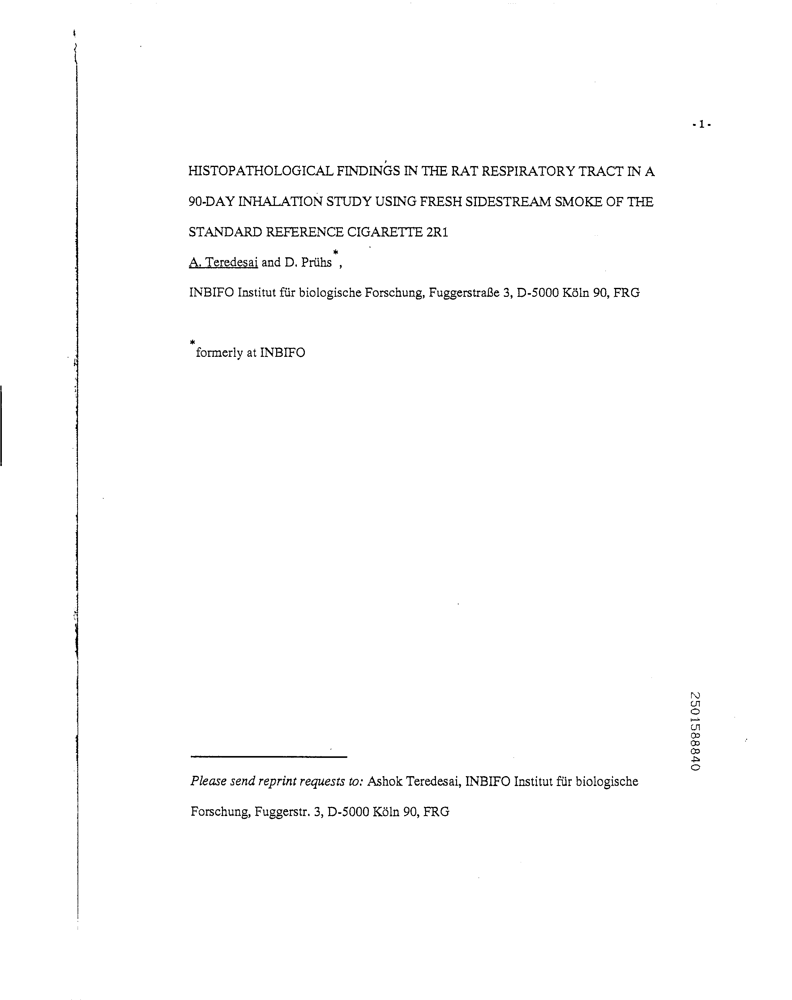 - 1 -
HISTOPATHOLOGICAL FINDINGS IN THE RAT RESPIRATORY TRACT IN A
90-DAY INHALATION STUDY USING FRESH SIDESTREAM SMOKE OF THE
STANDARD REFERENCE CIGARETTE 2R1
A. Teredesai and D. Prühs*,
INBIFO Institut für biologische Forschung, Fuggerstraße 3, D-5000 Köln 90, FRG
*formerly at INBIFO
2501588840
Please send reprint requests to: Ashok Teredesai, INBIFO Institut für biologische
Forschung, Fuggerstr. 3, D-5000 Köln 90, FRG